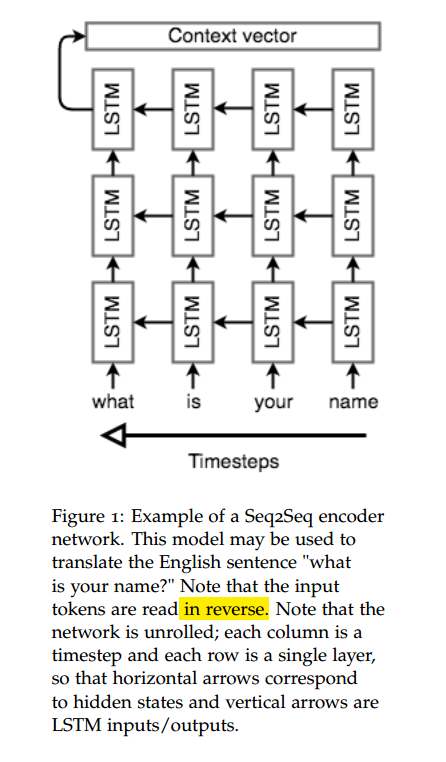 Context vector
LSTM LSTM LSTM LSTM
LSTM LSTM LSTM LSTM
LSTM LSTM LSTM LSTM
what is your name
Timesteps
Figure 1: Example of a Seq2Seq encoder
network. This model may be used to
translate the English sentence "what
is your name?" Note that the input
tokens are read in reverse. Note that the
network is unrolled; each column is a
timestep and each row is a single layer,
so that horizontal arrows correspond
to hidden states and vertical arrows are
LSTM inputs/outputs.